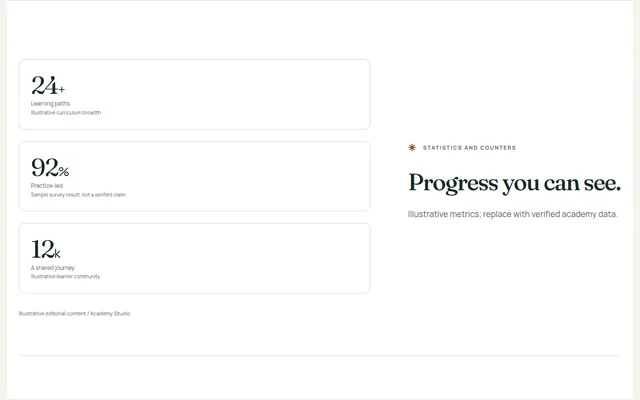 24+
Learning paths
Illustrative curriculum breadth
92%
Practice-led
Sample survey result, not a verified claim
12k
A shared journey
Illustrative learner community
Illustrative editorial content / Academy Studio
STATISTICS AND COUNTERS
Progress you can see.
Illustrative metrics; replace with verified academy data.